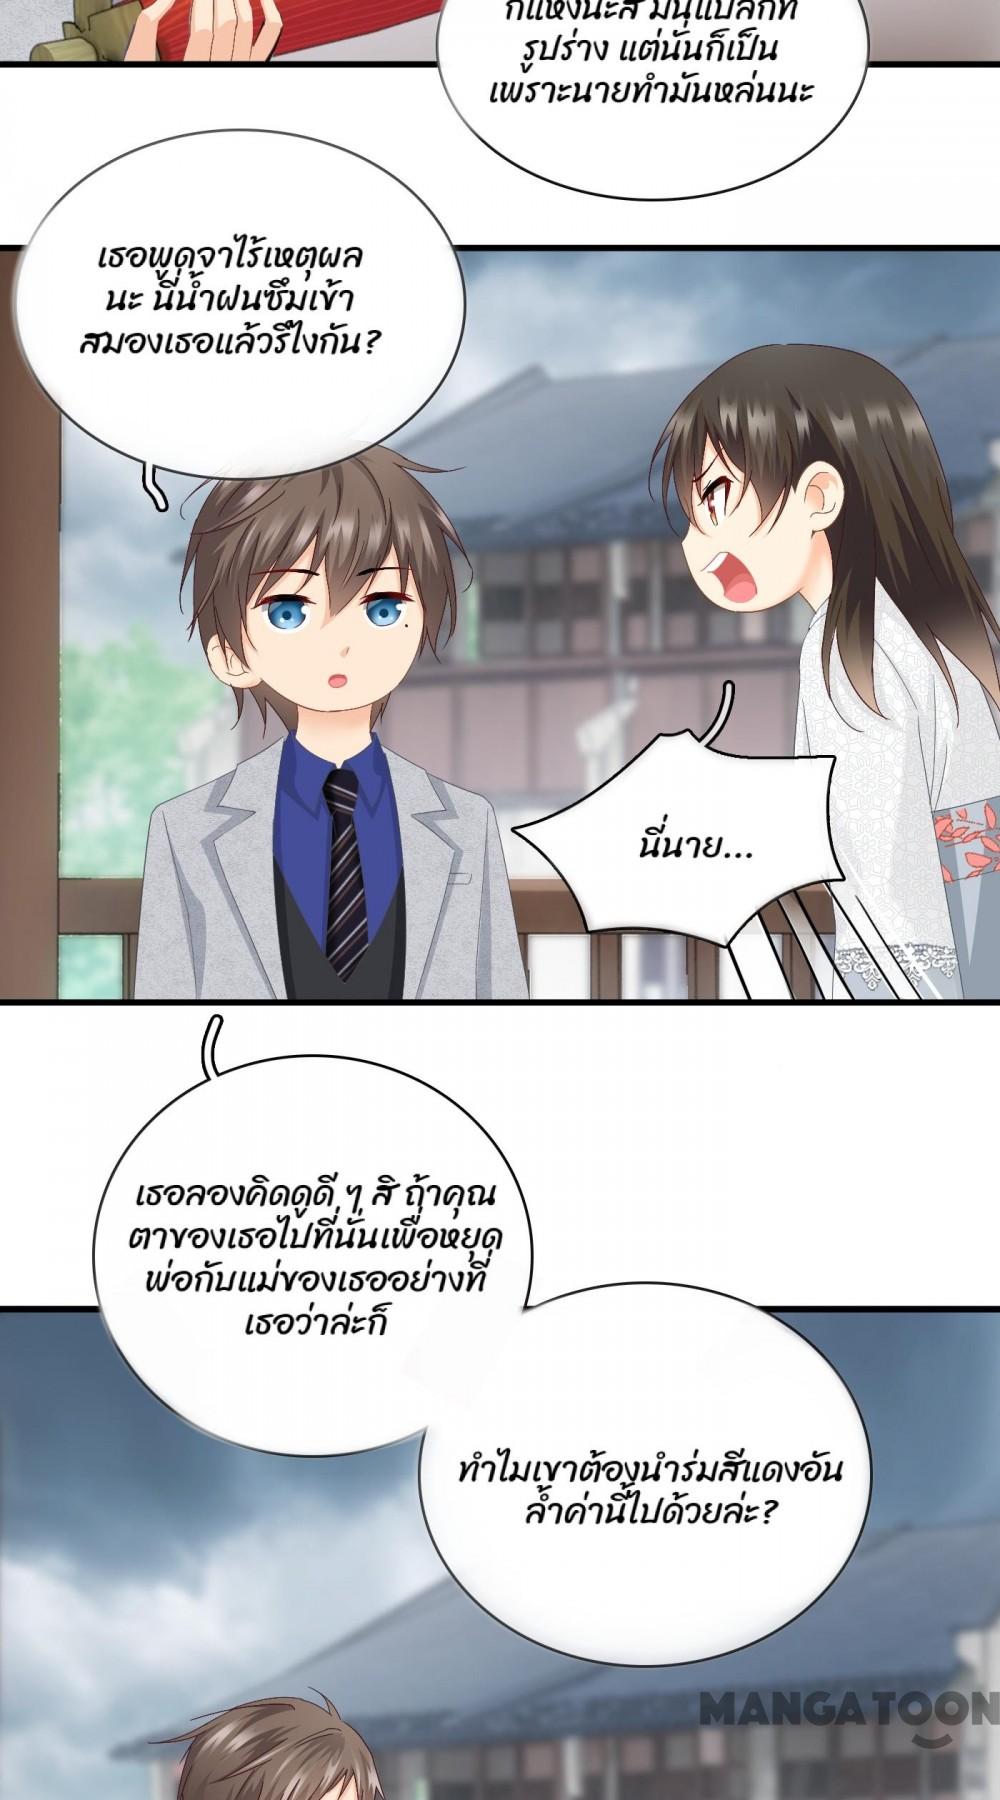 รูปร่าง แต่นั่นก็เป็น
เพราะนายทำมันหล่นนะ
เธอพูดจาไร้เหตุผล
นะ นี่น้ำฝนซึมเข้า
สมองเธอแล้วรึไงกัน?
นี่นาย...
เธอลองคิดดูดี ๆ สิ ถ้าคุณ
ตาของเธอไปที่นั่นเพื่อหยุด
พ่อกับแม่ของเธออย่างที่
เธอว่าล่ะก็
ทำไมเขาต้องนำร่มสีแดงอัน
ล้ำค่านี้ไปด้วยล่ะ?
MANGATOON